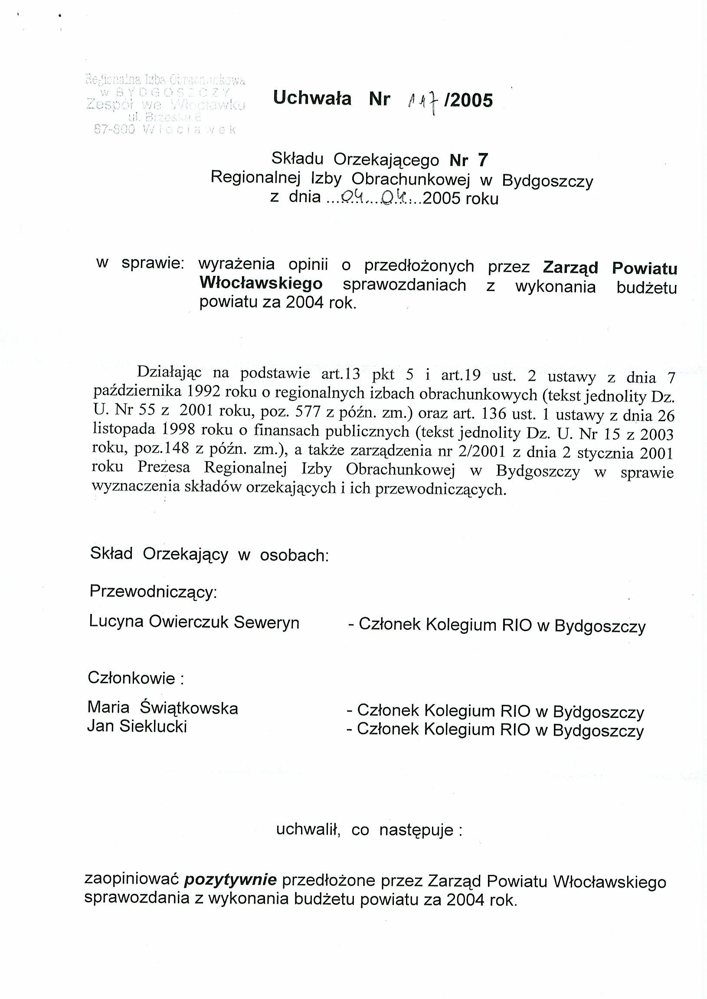 Regionalna Izba Obrachunkowa
w BYDGOSZCZY
Zespół we Włocławku
ul. Brzeska 6
87-800 Włocławek
Uchwała Nr 117/2005
Składu Orzekającego Nr 7
Regionalnej Izby Obrachunkowej w Bydgoszczy
z dnia ...04....04....2005 roku
w sprawie: wyrażenia opinii o przedłożonych przez Zarząd Powiatu
Włocławskiego sprawozdaniach z wykonania budżetu
powiatu za 2004 rok.
Działając na podstawie art.13 pkt 5 i art.19 ust. 2 ustawy z dnia 7
października 1992 roku o regionalnych izbach obrachunkowych (tekst jednolity Dz.
U. Nr 55 z 2001 roku, poz. 577 z późn. zm.) oraz art. 136 ust. 1 ustawy z dnia 26
listopada 1998 roku o finansach publicznych (tekst jednolity Dz. U. Nr 15 z 2003
roku, poz.148 z późn. zm.), a także zarządzenia nr 2/2001 z dnia 2 stycznia 2001
roku Prezesa Regionalnej Izby Obrachunkowej w Bydgoszczy w sprawie
wyznaczenia składów orzekających i ich przewodniczących.
Skład Orzekający w osobach:
Przewodniczący:
Lucyna Owierczuk Seweryn - Członek Kolegium RIO w Bydgoszczy
Członkowie :
Maria Świątkowska - Członek Kolegium RIO w Bydgoszczy
Jan Sieklucki - Członek Kolegium RIO w Bydgoszczy
uchwalił, co następuje :
zaopiniować pozytywnie przedłożone przez Zarząd Powiatu Włocławskiego
sprawozdania z wykonania budżetu powiatu za 2004 rok.